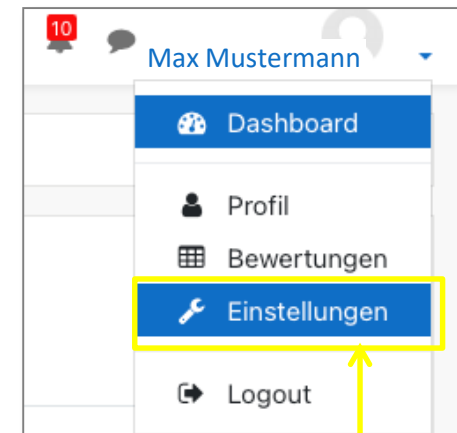 10
Max Mustermann
Dashboard
Profil
Bewertungen
Einstellungen
Logout